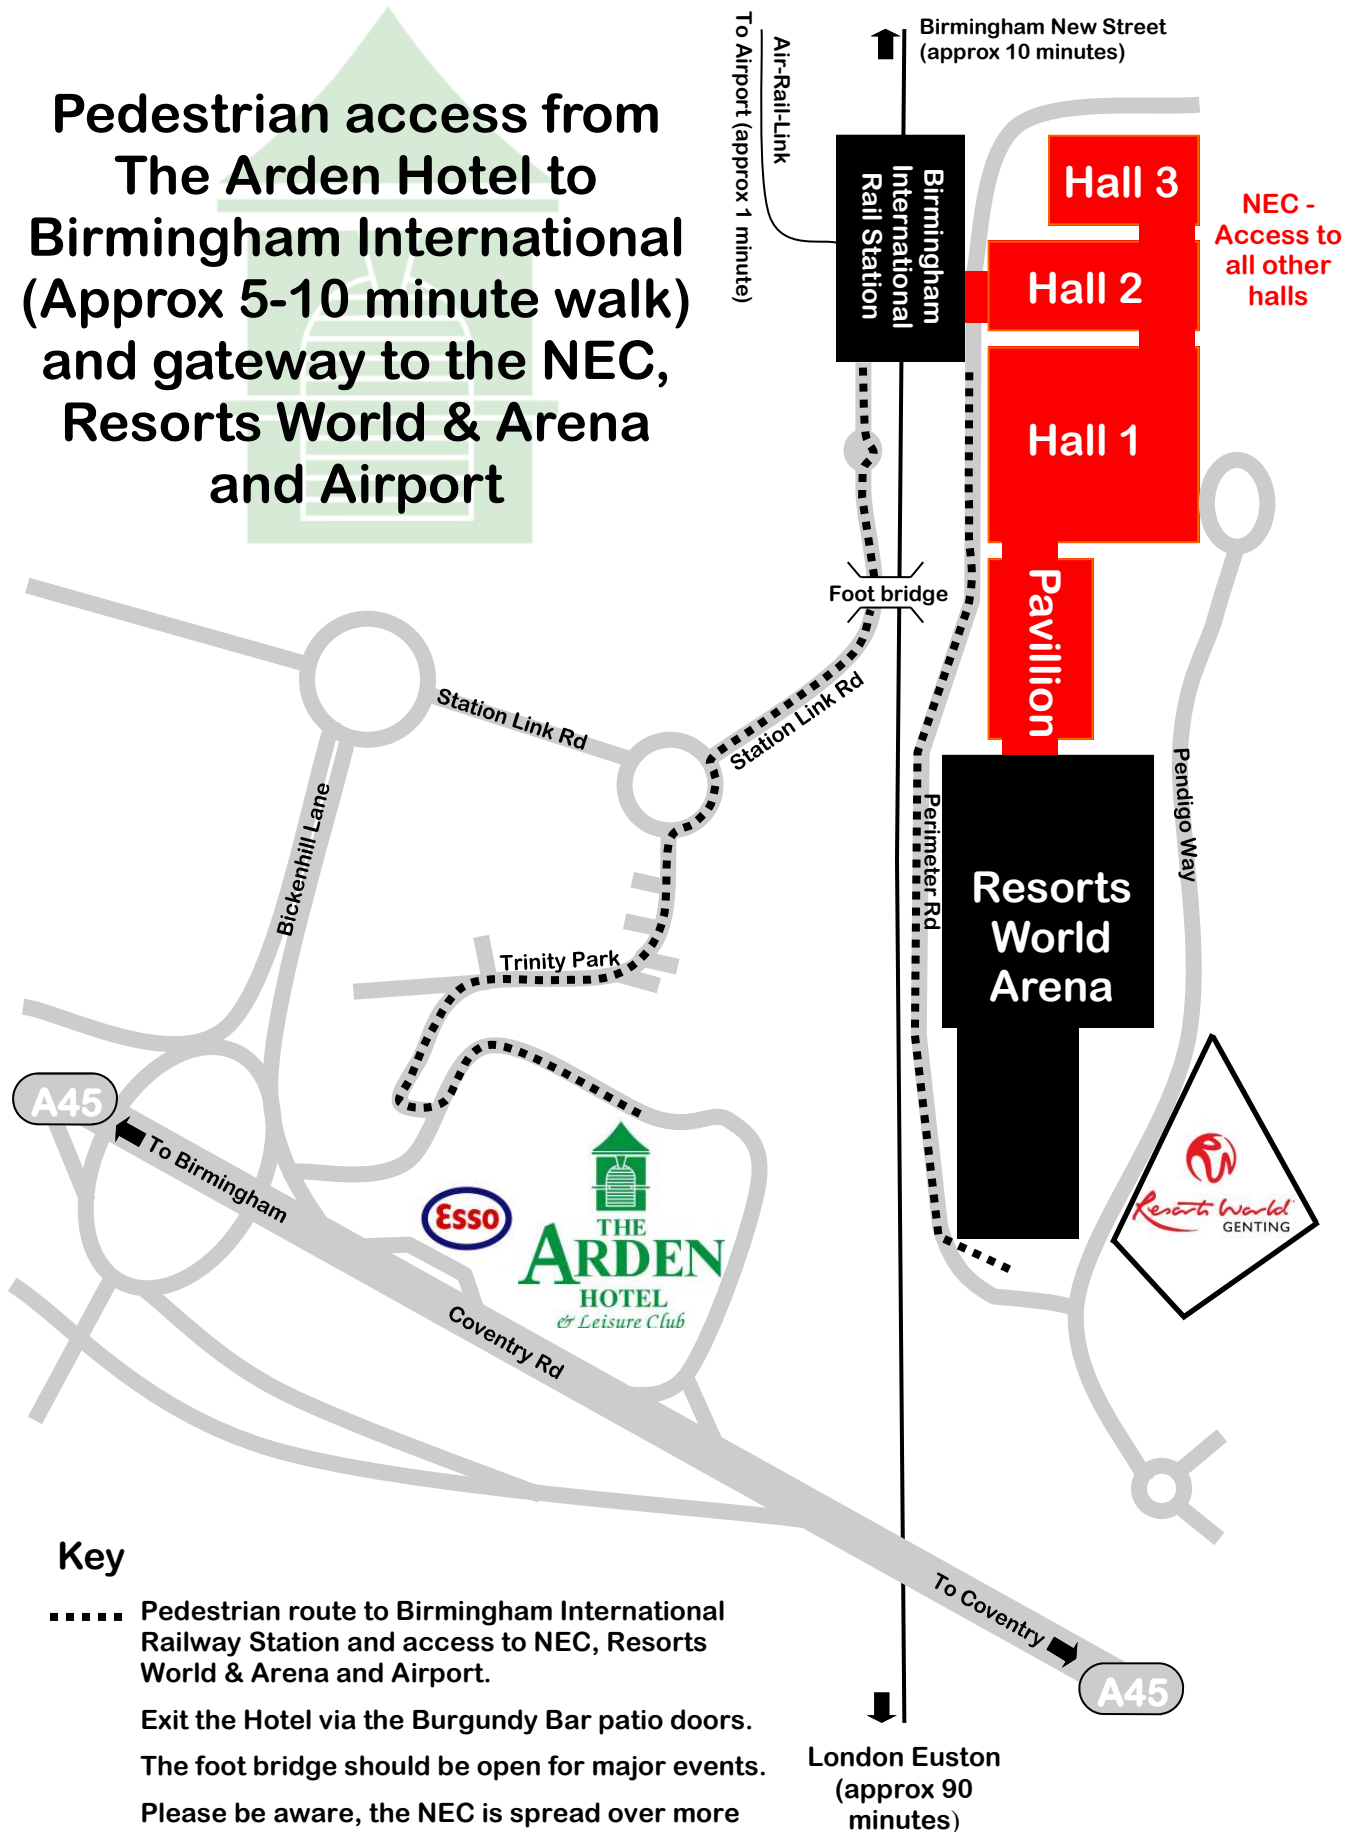 Pedestrian access from
The Arden Hotel to
Birmingham International
(Approx 5-10 minute walk)
and gateway to the NEC,
Resorts World & Arena
and Airport
To Airport (approx 1 minute)
Air-Rail-Link
Birmingham New Street
(approx 10 minutes)
Birmingham
International
Rail Station
Hall 3
Hall 2
Hall 1
NEC -
Access to
all other
halls
Foot bridge
Pavillion
Station Link Rd
Station Link Rd
Bickenhill Lane
Perimeter Rd
Pendigo Way
Resorts
World
Arena
Trinity Park
A45
To Birmingham
Esso
THE
ARDEN
HOTEL
& Leisure Club
Resorts World
GENTING
Coventry Rd
To Coventry
A45
Key
Pedestrian route to Birmingham International
Railway Station and access to NEC, Resorts
World & Arena and Airport.
Exit the Hotel via the Burgundy Bar patio doors.
The foot bridge should be open for major events.
Please be aware, the NEC is spread over more
London Euston
(approx 90
minutes)